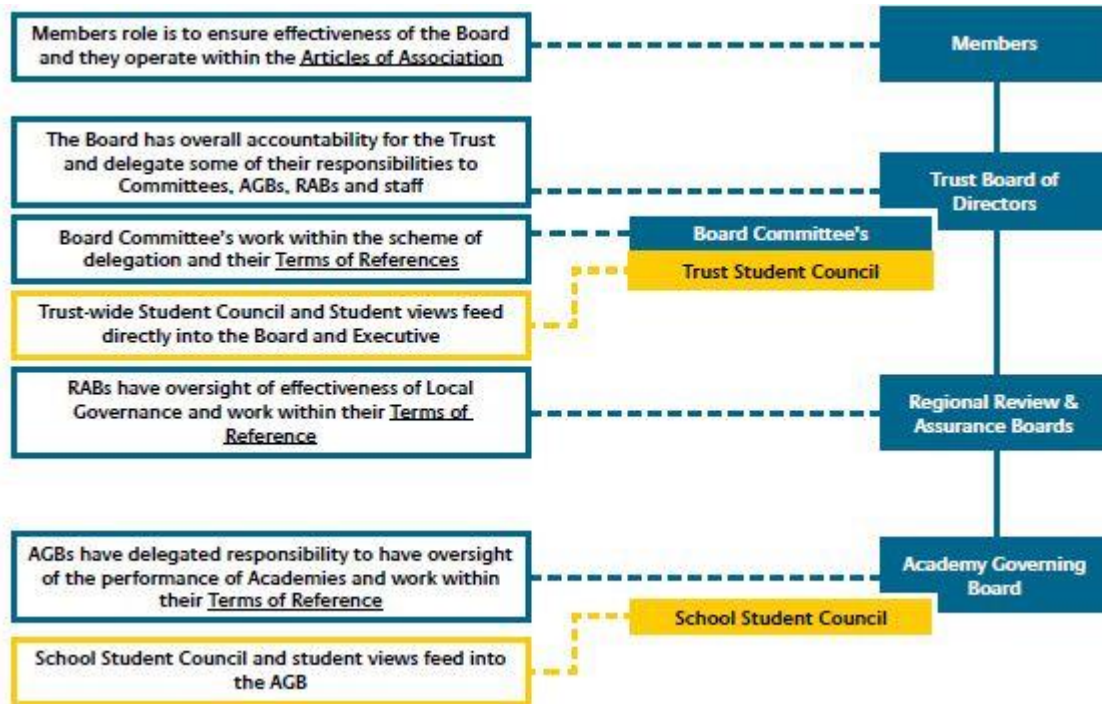 Members role is to ensure effectiveness of the Board
and they operate within the Articles of Association
Members
The Board has overall accountability for the Trust
and delegate some of their responsibilities to
Committees, AGBs, RABs and staff
Trust Board of
Directors
Board Committee's work within the scheme of
delegation and their Terms of References
Board Committee's
Trust Student Council
Trust-wide Student Council and Student views feed
directly into the Board and Executive
RABs have oversight of effectiveness of Local
Governance and work within their Terms of
Reference
Regional Review &
Assurance Boards
AGBs have delegated responsibility to have oversight
of the performance of Academies and work within
their Terms of Reference
Academy Governing
Board
School Student Council
School Student Council and student views feed into
the AGB